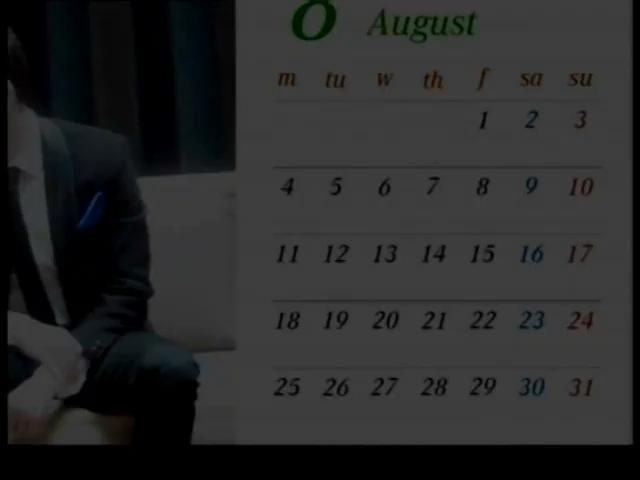 8 August
m tu w th f sa su
1 2 3
4 5 6 7 8 9 10
11 12 13 14 15 16 17
18 19 20 21 22 23 24
25 26 27 28 29 30 31